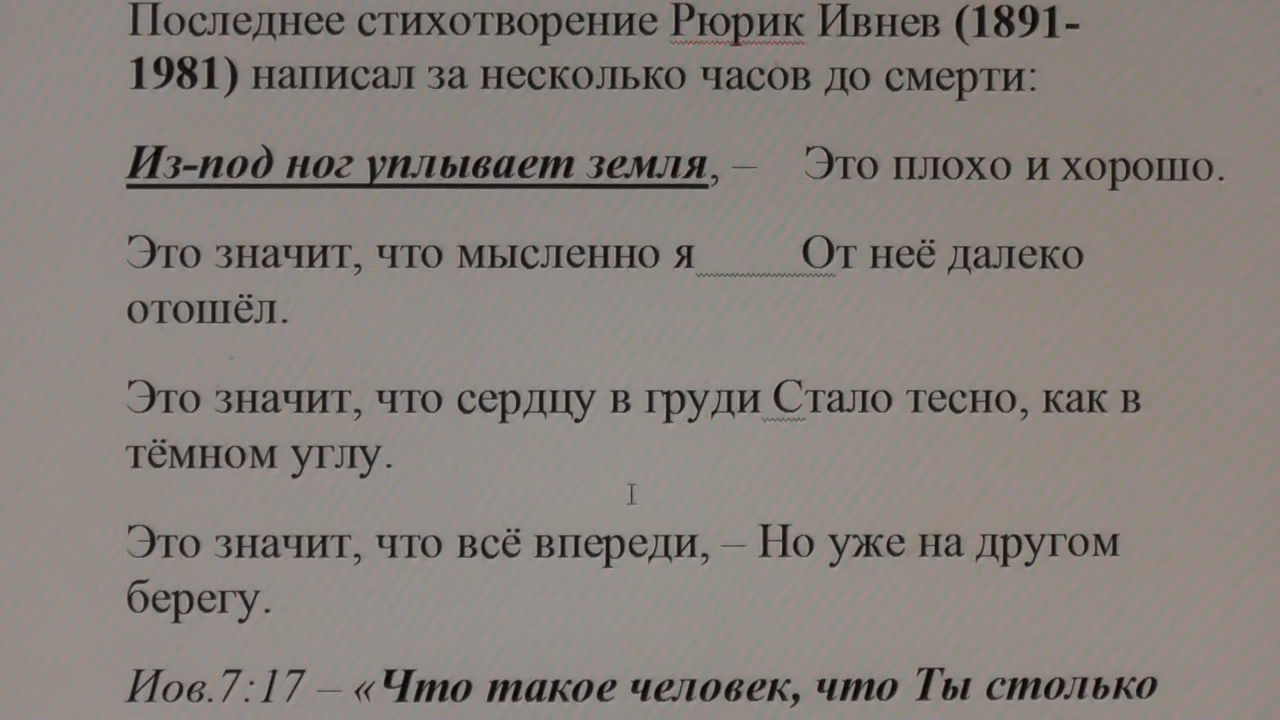 Последнее стихотворение Рюрик Ивнев (1891-
1981) написал за несколько часов до смерти:
Из-под ног уплывает земля, – Это плохо и хорошо.
Это значит, что мысленно я От неё далеко
отошёл.
Это значит, что сердцу в груди Стало тесно, как в
тёмном углу.
Это значит, что всё впереди, – Но уже на другом
берегу.
Иов.7:17 – «Что такое человек, что Ты столько